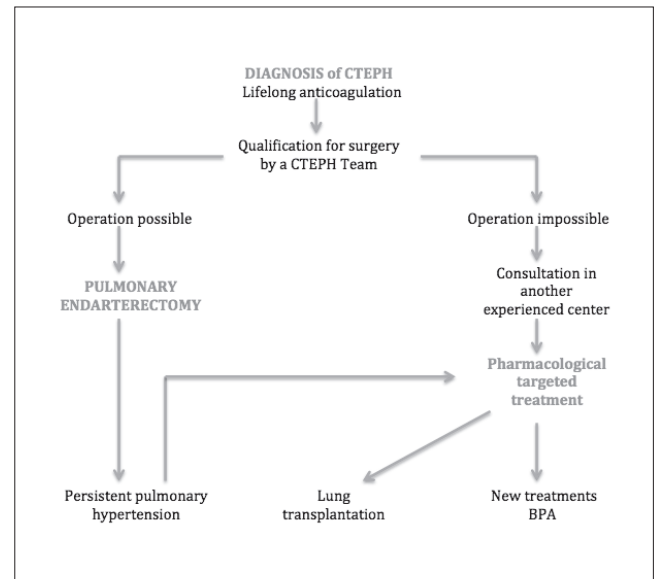 DIAGNOSIS of CTEPH
Lifelong anticoagulation
Qualification for surgery
by a CTEPH Team
Operation possible
Operation impossible
PULMONARY
ENDARTERECTOMY
Consultation in
another
experienced center
Pharmacological
targeted
treatment
Persistent pulmonary
hypertension
Lung
transplantation
New treatments
BPA